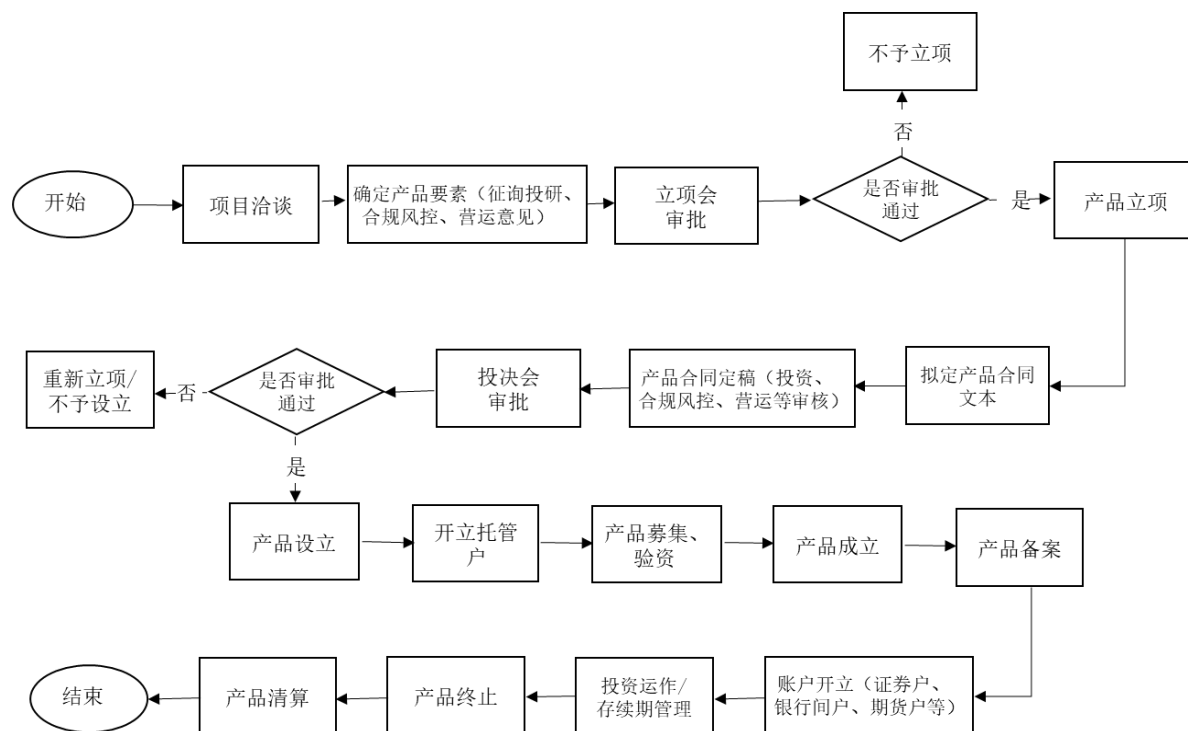 不予立项
否
开始
项目洽谈
确定产品要素（征询投研、
合规风控、营运意见）
立项会
审批
是否审批
通过
是
产品立项
重新立项/
不予设立
否
是否审批
通过
投决会
审批
产品合同定稿（投资、
合规风控、营运等审核）
拟定产品合同
文本
是
产品设立
开立托管
户
产品募集、
验资
产品成立
产品备案
结束
产品清算
产品终止
投资运作/
存续期管理
账户开立（证券户、
银行间户、期货户等）